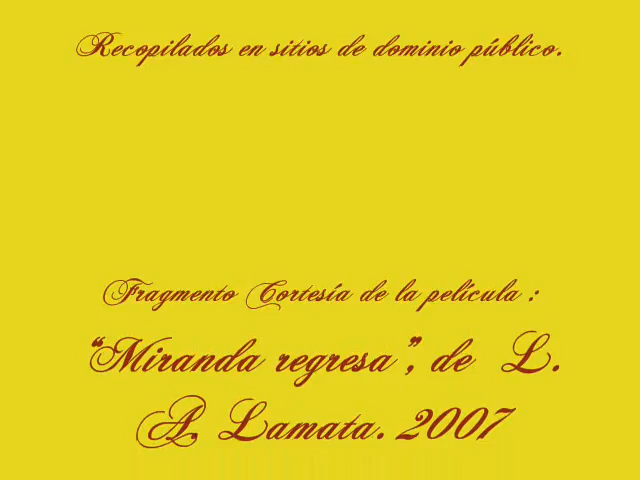 Recopilados en sitios de dominio público.
Fragmento Cortesía de la película :
“Miranda regresa”, de L.
A, Lamata. 2007